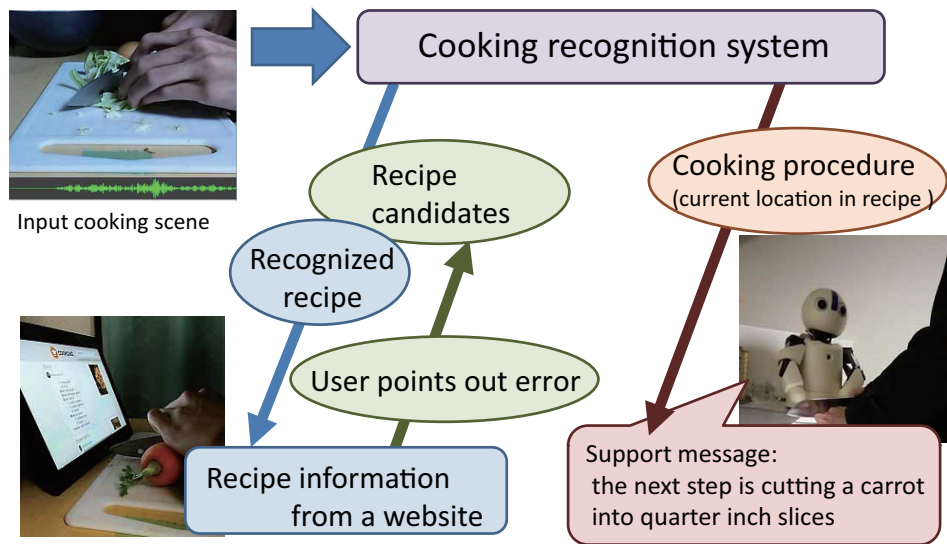 Cooking recognition system
Input cooking scene
Recipe
candidates
Cooking procedure
(current location in recipe )
Recognized
recipe
User points out error
cookpad
Recipe information
from a website
Support message:
the next step is cutting a carrot
into quarter inch slices